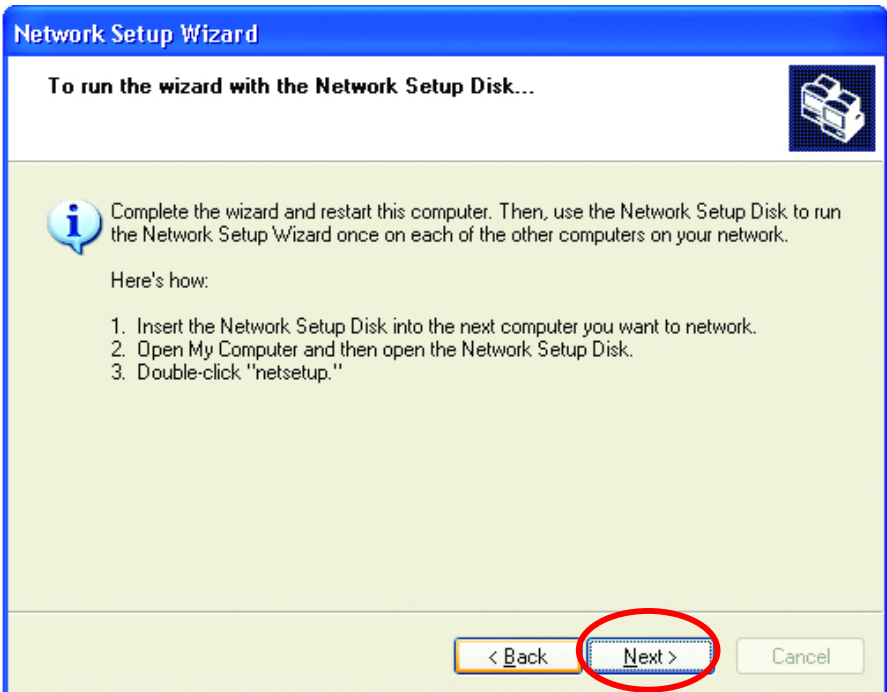 Network Setup Wizard
To run the wizard with the Network Setup Disk...
Complete the wizard and restart this computer. Then, use the Network Setup Disk to run
the Network Setup Wizard once on each of the other computers on your network.
Here's how:
1. Insert the Network Setup Disk into the next computer you want to network.
2. Open My Computer and then open the Network Setup Disk.
3. Double-click "netsetup."
< Back
Next >
Cancel